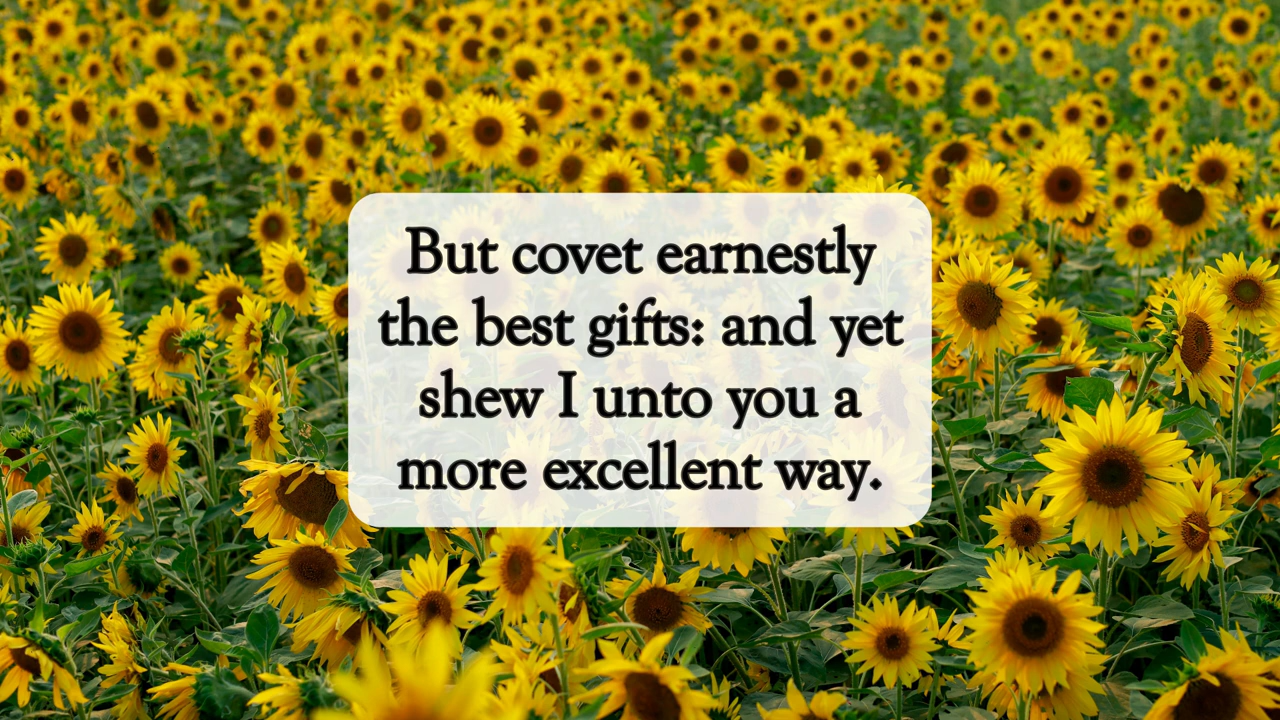 But covet earnestly
the best gifts: and yet
shew I unto you a
more excellent way.